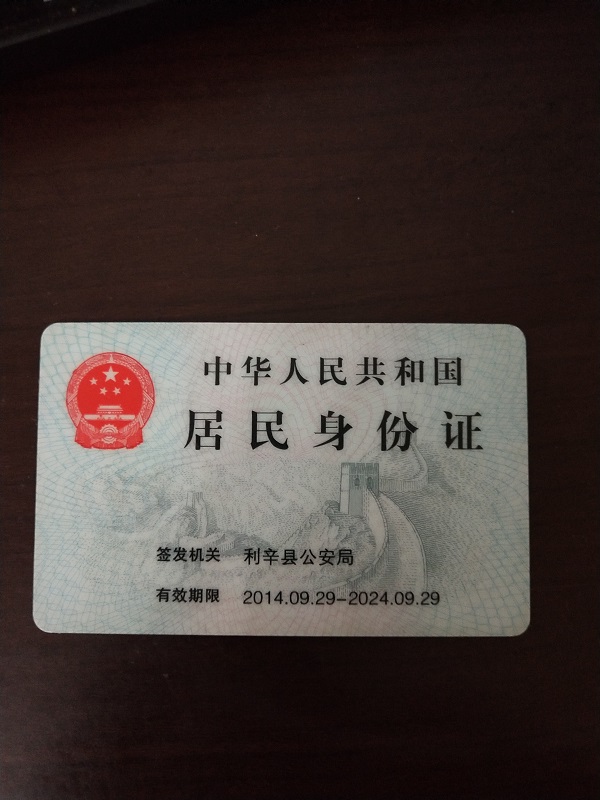 中华人民共和国
居民身份证
签发机关 利辛县公安局
有效期限 2014.09.29-2024.09.29